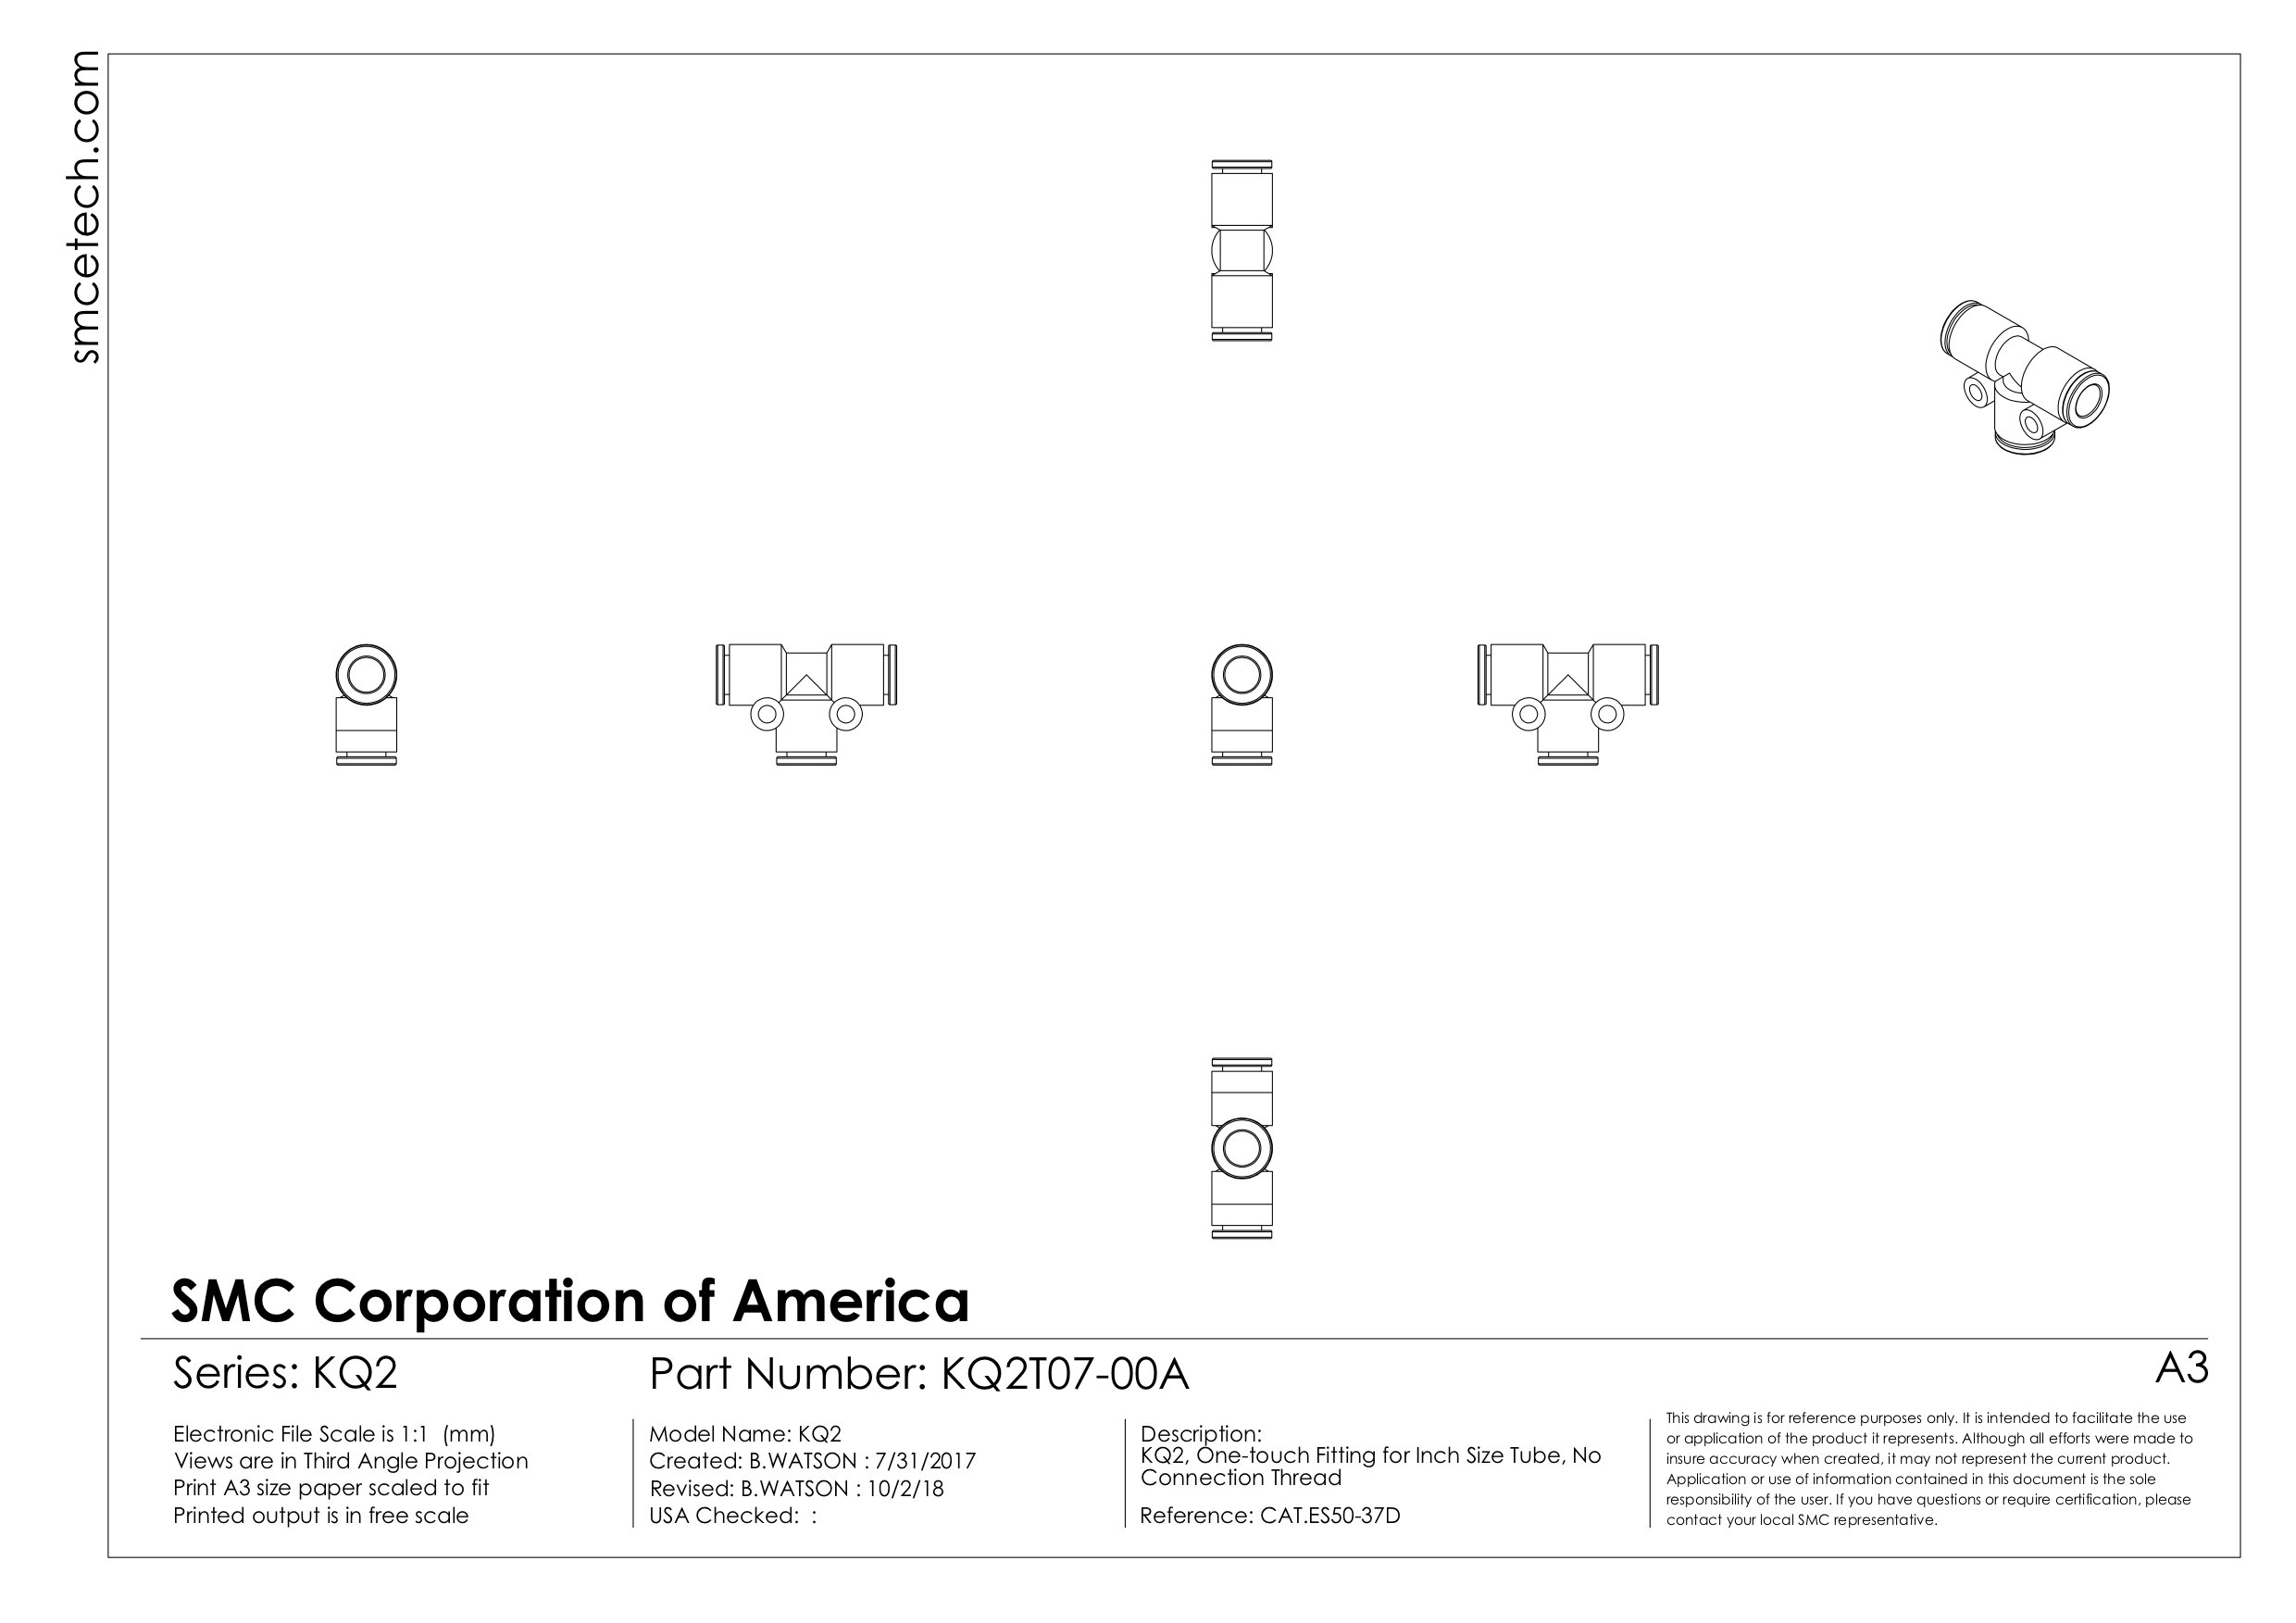 smcetech.com
SMC Corporation of America
Series: KQ2
Part Number: KQ2T07-00A
A3
Electronic File Scale is 1:1  (mm)
Views are in Third Angle Projection
Print A3 size paper scaled to fit
Printed output is in free scale
Model Name: KQ2
Created: B.WATSON : 7/31/2017
Revised: B.WATSON : 10/2/18
USA Checked:  :
Description:
KQ2, One-touch Fitting for Inch Size Tube, No
Connection Thread
Reference: CAT.ES50-37D
This drawing is for reference purposes only. It is intended to facilitate the use
or application of the product it represents. Although all efforts were made to
insure accuracy when created, it may not represent the current product.
Application or use of information contained in this document is the sole
responsibility of the user. If you have questions or require certification, please
contact your local SMC representative.